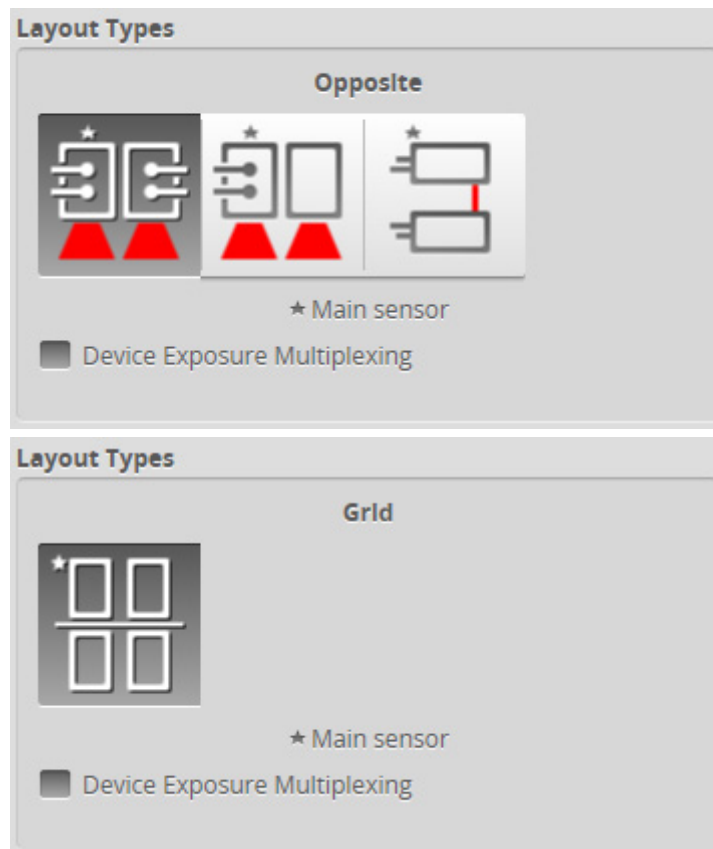 Layout Types
Opposite
★ Main sensor
Device Exposure Multiplexing
Layout Types
Grid
★ Main sensor
Device Exposure Multiplexing